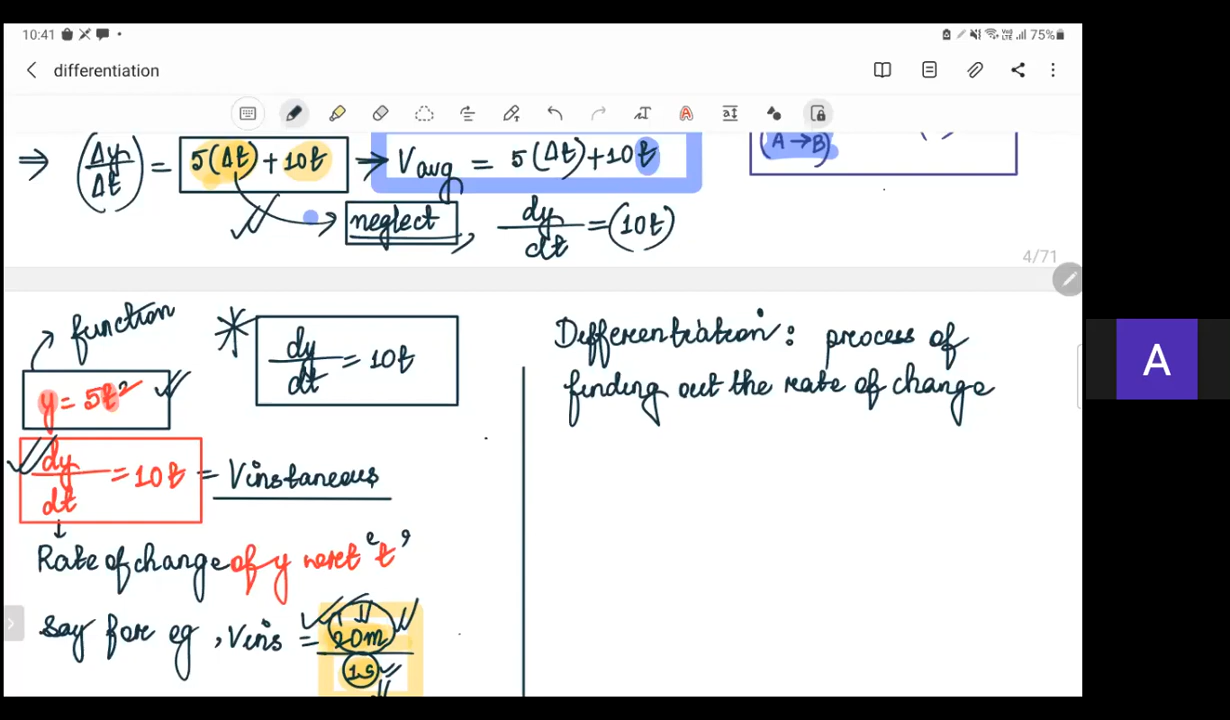 10:41
75%
differentiation
⇒ (Δy/Δt) = 5(Δt) + 10t → Vavg = 5(Δt)+10t
(A→B)
neglect, dy/dt = (10t)
4/71
function
* dy/dt = 10t
Differentiation: process of
finding out the rate of change
y = 5t²
dy/dt = 10t = Vinstaneous
Rate of change of y wrt 't'
Say for eg, Vins = 20m/1s
A